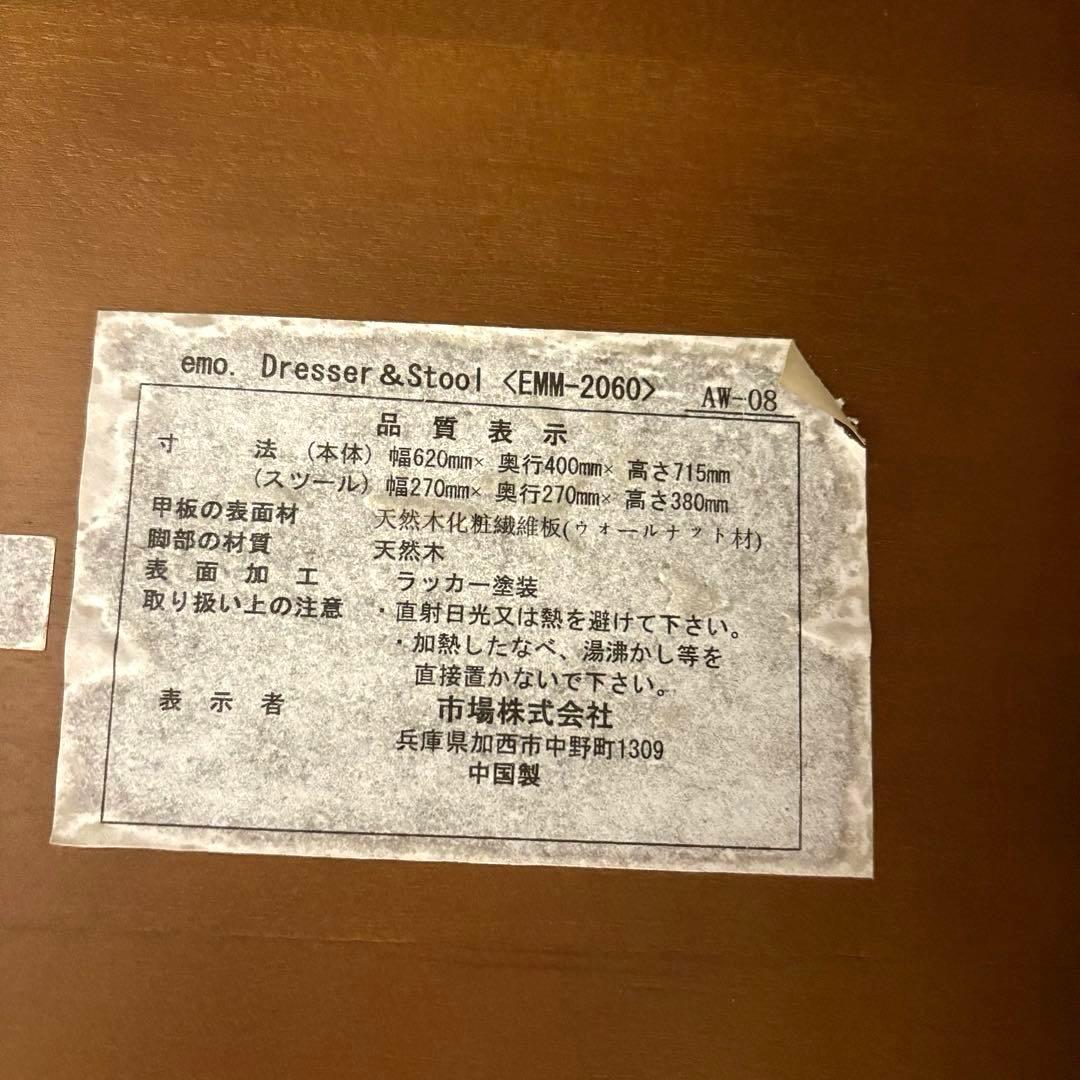 emo. Dresser＆Stool <EMM-2060> AW-08
品質表示
寸法 (本体) 幅620mm× 奥行400mm× 高さ715mm
(スツール) 幅270mm× 奥行270mm× 高さ380mm
甲板の表面材 天然木化粧繊維板(ウォールナット材)
脚部の材質 天然木
表面加工 ラッカー塗装
取り扱い上の注意 ・直射日光又は熱を避けて下さい。
・加熱したなべ、湯沸かし等を
直接置かないで下さい。
表示者 市場株式会社
兵庫県加西市中野町1309
中国製